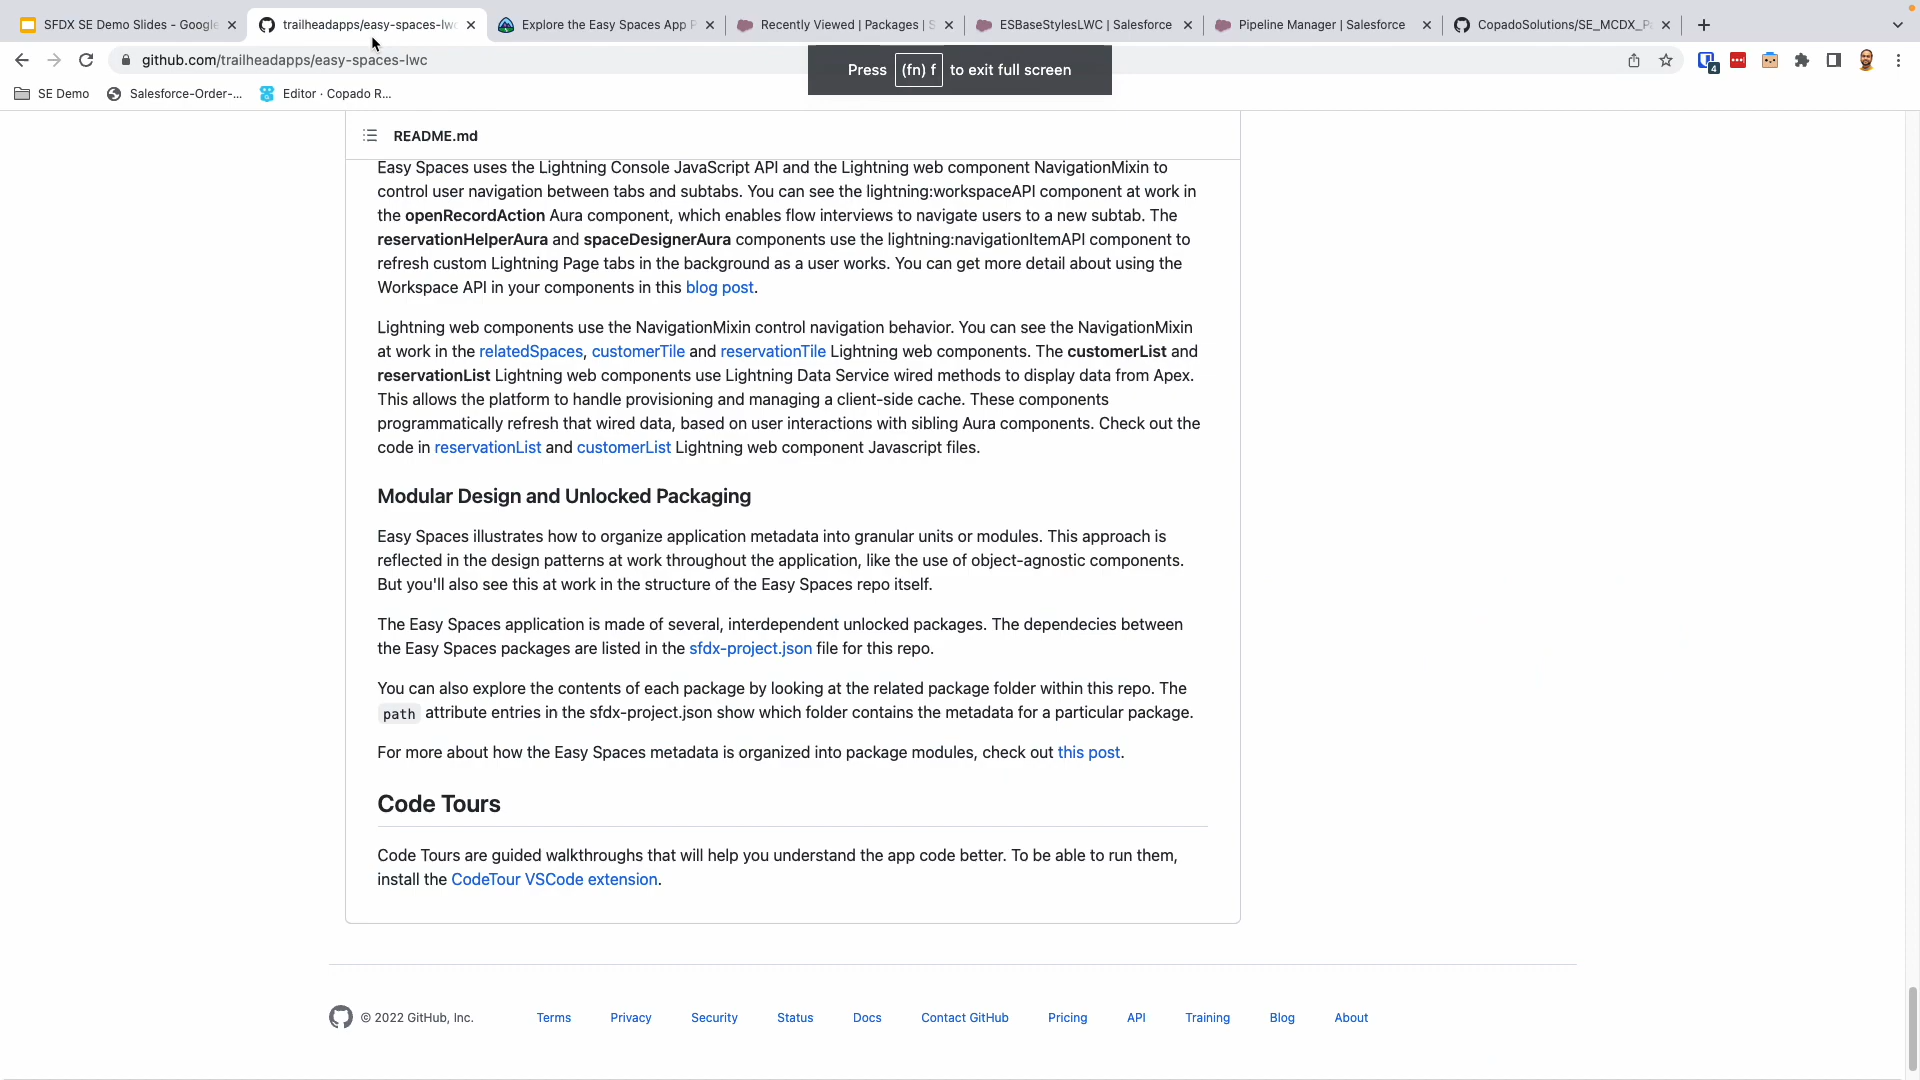 SFDX SE Demo Slides - Google
trailheadapps/easy-spaces-lwc
Explore the Easy Spaces App P
Recently Viewed | Packages | S
ESBaseStylesLWC | Salesforce
Pipeline Manager | Salesforce
CopadoSolutions/SE_MCDX_P
github.com/trailheadapps/easy-spaces-lwc
Press (fn) f to exit full screen
4
SE Demo
Salesforce-Order-...
Editor · Copado R...
README.md
Easy Spaces uses the Lightning Console JavaScript API and the Lightning web component NavigationMixin to
control user navigation between tabs and subtabs. You can see the lightning:workspaceAPI component at work in
the openRecordAction Aura component, which enables flow interviews to navigate users to a new subtab. The
reservationHelperAura and spaceDesignerAura components use the lightning:navigationItemAPI component to
refresh custom Lightning Page tabs in the background as a user works. You can get more detail about using the
Workspace API in your components in this blog post.
Lightning web components use the NavigationMixin control navigation behavior. You can see the NavigationMixin
at work in the relatedSpaces, customerTile and reservationTile Lightning web components. The customerList and
reservationList Lightning web components use Lightning Data Service wired methods to display data from Apex.
This allows the platform to handle provisioning and managing a client-side cache. These components
programmatically refresh that wired data, based on user interactions with sibling Aura components. Check out the
code in reservationList and customerList Lightning web component Javascript files.
Modular Design and Unlocked Packaging
Easy Spaces illustrates how to organize application metadata into granular units or modules. This approach is
reflected in the design patterns at work throughout the application, like the use of object-agnostic components.
But you'll also see this at work in the structure of the Easy Spaces repo itself.
The Easy Spaces application is made of several, interdependent unlocked packages. The dependecies between
the Easy Spaces packages are listed in the sfdx-project.json file for this repo.
You can also explore the contents of each package by looking at the related package folder within this repo. The
path attribute entries in the sfdx-project.json show which folder contains the metadata for a particular package.
For more about how the Easy Spaces metadata is organized into package modules, check out this post.
Code Tours
Code Tours are guided walkthroughs that will help you understand the app code better. To be able to run them,
install the CodeTour VSCode extension.
© 2022 GitHub, Inc.
Terms
Privacy
Security
Status
Docs
Contact GitHub
Pricing
API
Training
Blog
About